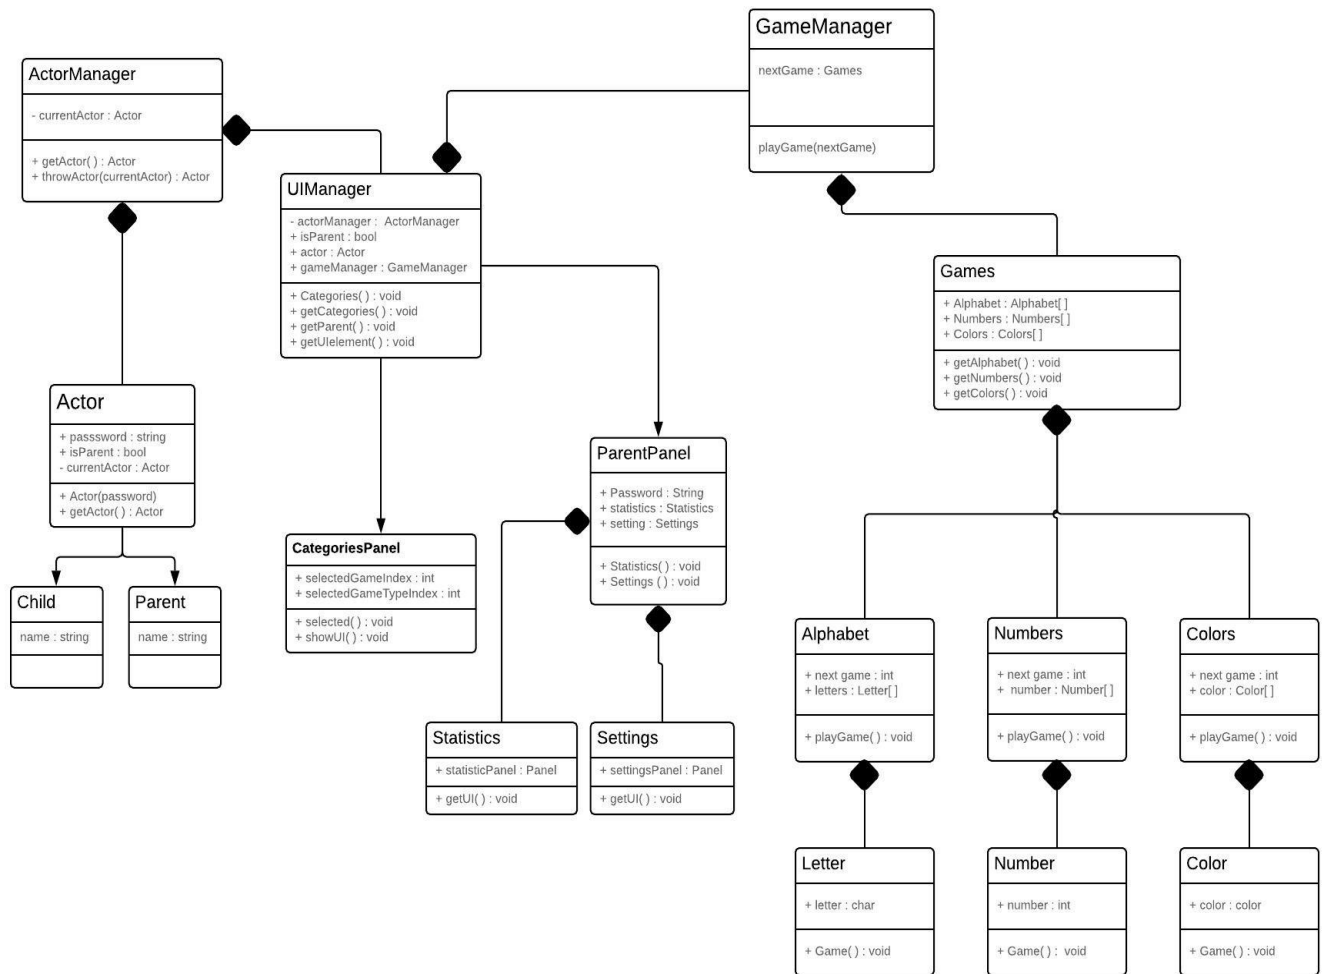 GameManager
nextGame : Games
playGame(nextGame)
ActorManager
- currentActor : Actor
+ getActor( ) : Actor
+ throwActor(currentActor) : Actor
UIManager
- actorManager : ActorManager
+ isParent : bool
+ actor : Actor
+ gameManager : GameManager
+ Categories( ) : void
+ getCategories( ) : void
+ getParent( ) : void
+ getUIelement( ) : void
Games
+ Alphabet : Alphabet[ ]
+ Numbers : Numbers[ ]
+ Colors : Colors[ ]
+ getAlphabet( ) : void
+ getNumbers( ) : void
+ getColors( ) : void
Actor
+ passsword : string
+ isParent : bool
- currentActor : Actor
+ Actor(password)
+ getActor( ) : Actor
ParentPanel
+ Password : String
+ statistics : Statistics
+ setting : Settings
+ Statistics( ) : void
+ Settings ( ) : void
CategoriesPanel
+ selectedGameIndex : int
+ selectedGameTypeIndex : int
+ selected( ) : void
+ showUI( ) : void
Child
name : string
Parent
name : string
Alphabet
+ next game : int
+ letters : Letter[ ]
+ playGame( ) : void
Numbers
+ next game : int
+ number : Number[ ]
+ playGame( ) : void
Colors
+ next game : int
+ color : Color[ ]
+ playGame( ) : void
Statistics
+ statisticPanel : Panel
+ getUI( ) : void
Settings
+ settingsPanel : Panel
+ getUI( ) : void
Letter
+ letter : char
+ Game( ) : void
Number
+ number : int
+ Game( ) : void
Color
+ color : color
+ Game( ) : void